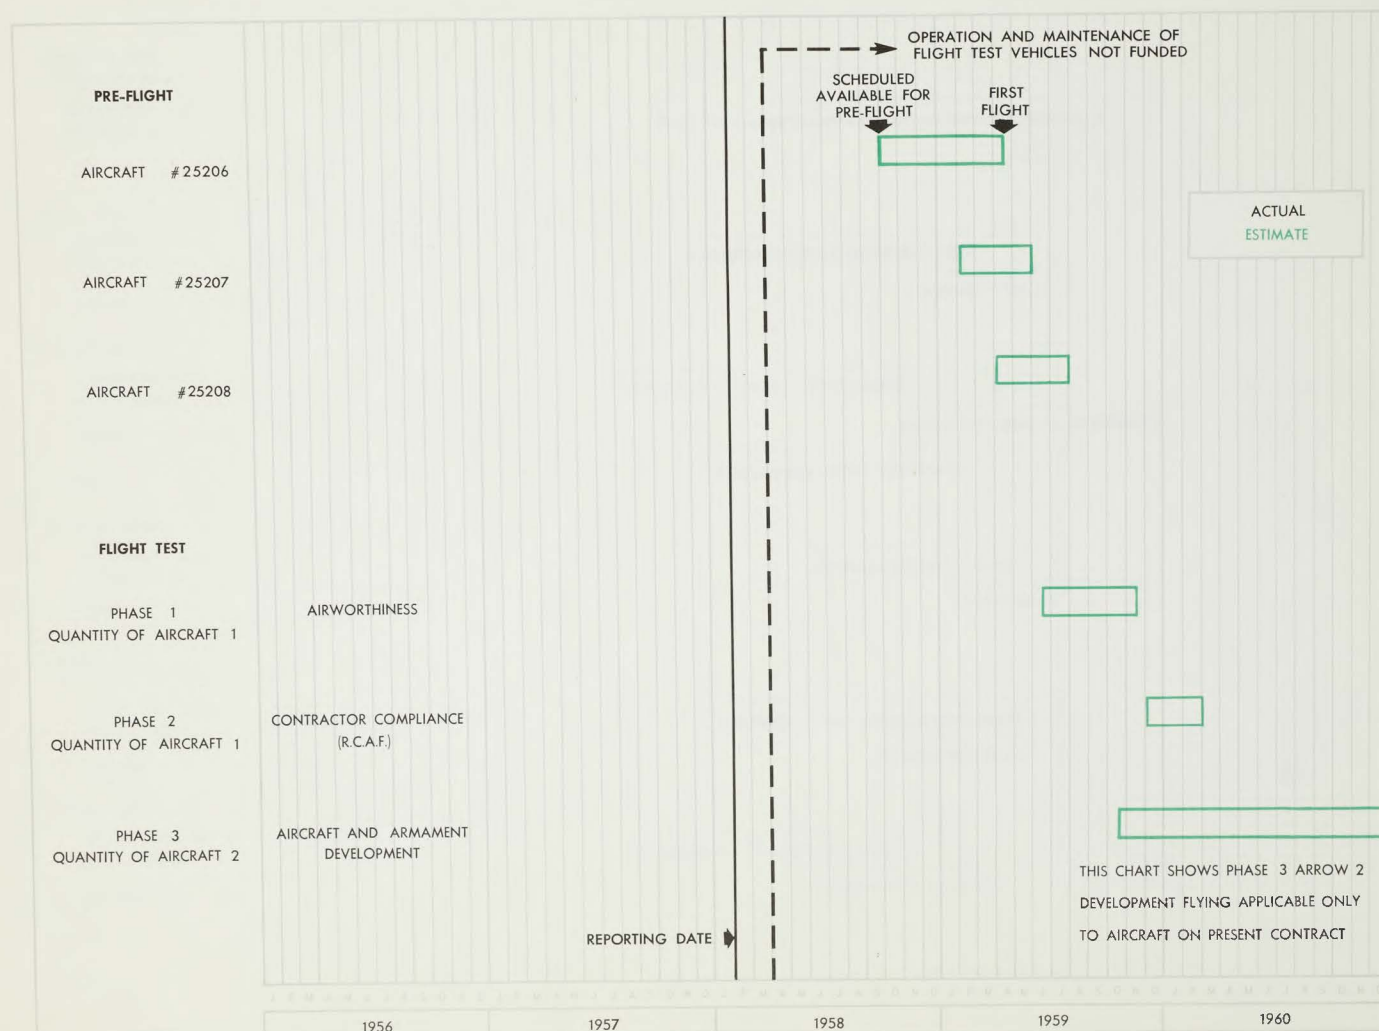 OPERATION AND MAINTENANCE OF
FLIGHT TEST VEHICLES NOT FUNDED
SCHEDULED
AVAILABLE FOR
PRE-FLIGHT
FIRST
FLIGHT
PRE-FLIGHT
AIRCRAFT #25206
ACTUAL
ESTIMATE
AIRCRAFT #25207
AIRCRAFT #25208
FLIGHT TEST
PHASE 1
QUANTITY OF AIRCRAFT 1
AIRWORTHINESS
PHASE 2
QUANTITY OF AIRCRAFT 1
CONTRACTOR COMPLIANCE
(R.C.A.F.)
PHASE 3
QUANTITY OF AIRCRAFT 2
AIRCRAFT AND ARMAMENT
DEVELOPMENT
THIS CHART SHOWS PHASE 3 ARROW 2
DEVELOPMENT FLYING APPLICABLE ONLY
TO AIRCRAFT ON PRESENT CONTRACT
REPORTING DATE
1956 1957 1958 1959 1960